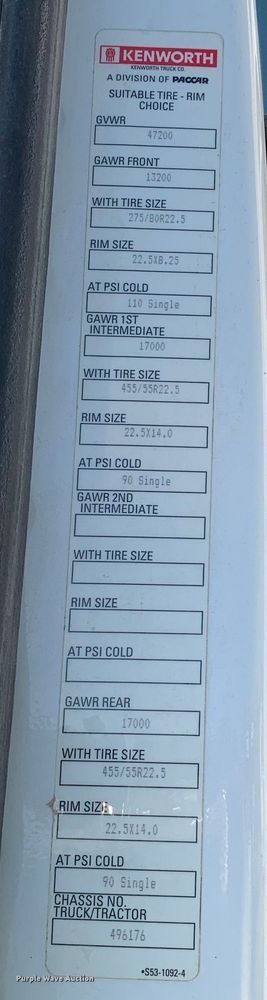 KENWORTH
KENWORTH TRUCK CO.
A DIVISION OF PACCAR
SUITABLE TIRE - RIM
CHOICE
GVWR
47200
GAWR FRONT
13200
WITH TIRE SIZE
275/80R22.5
RIM SIZE
22.5X8.25
AT PSI COLD
110 Single
GAWR 1ST
INTERMEDIATE
17000
WITH TIRE SIZE
455/55R22.5
RIM SIZE
22.5X14.0
AT PSI COLD
90 Single
GAWR 2ND
INTERMEDIATE
WITH TIRE SIZE
RIM SIZE
AT PSI COLD
GAWR REAR
17000
WITH TIRE SIZE
455/55R22.5
RIM SIZE
22.5X14.0
AT PSI COLD
90 Single
CHASSIS NO.
TRUCK/TRACTOR
496176
•S53-1092-4
Purple Wave Auction